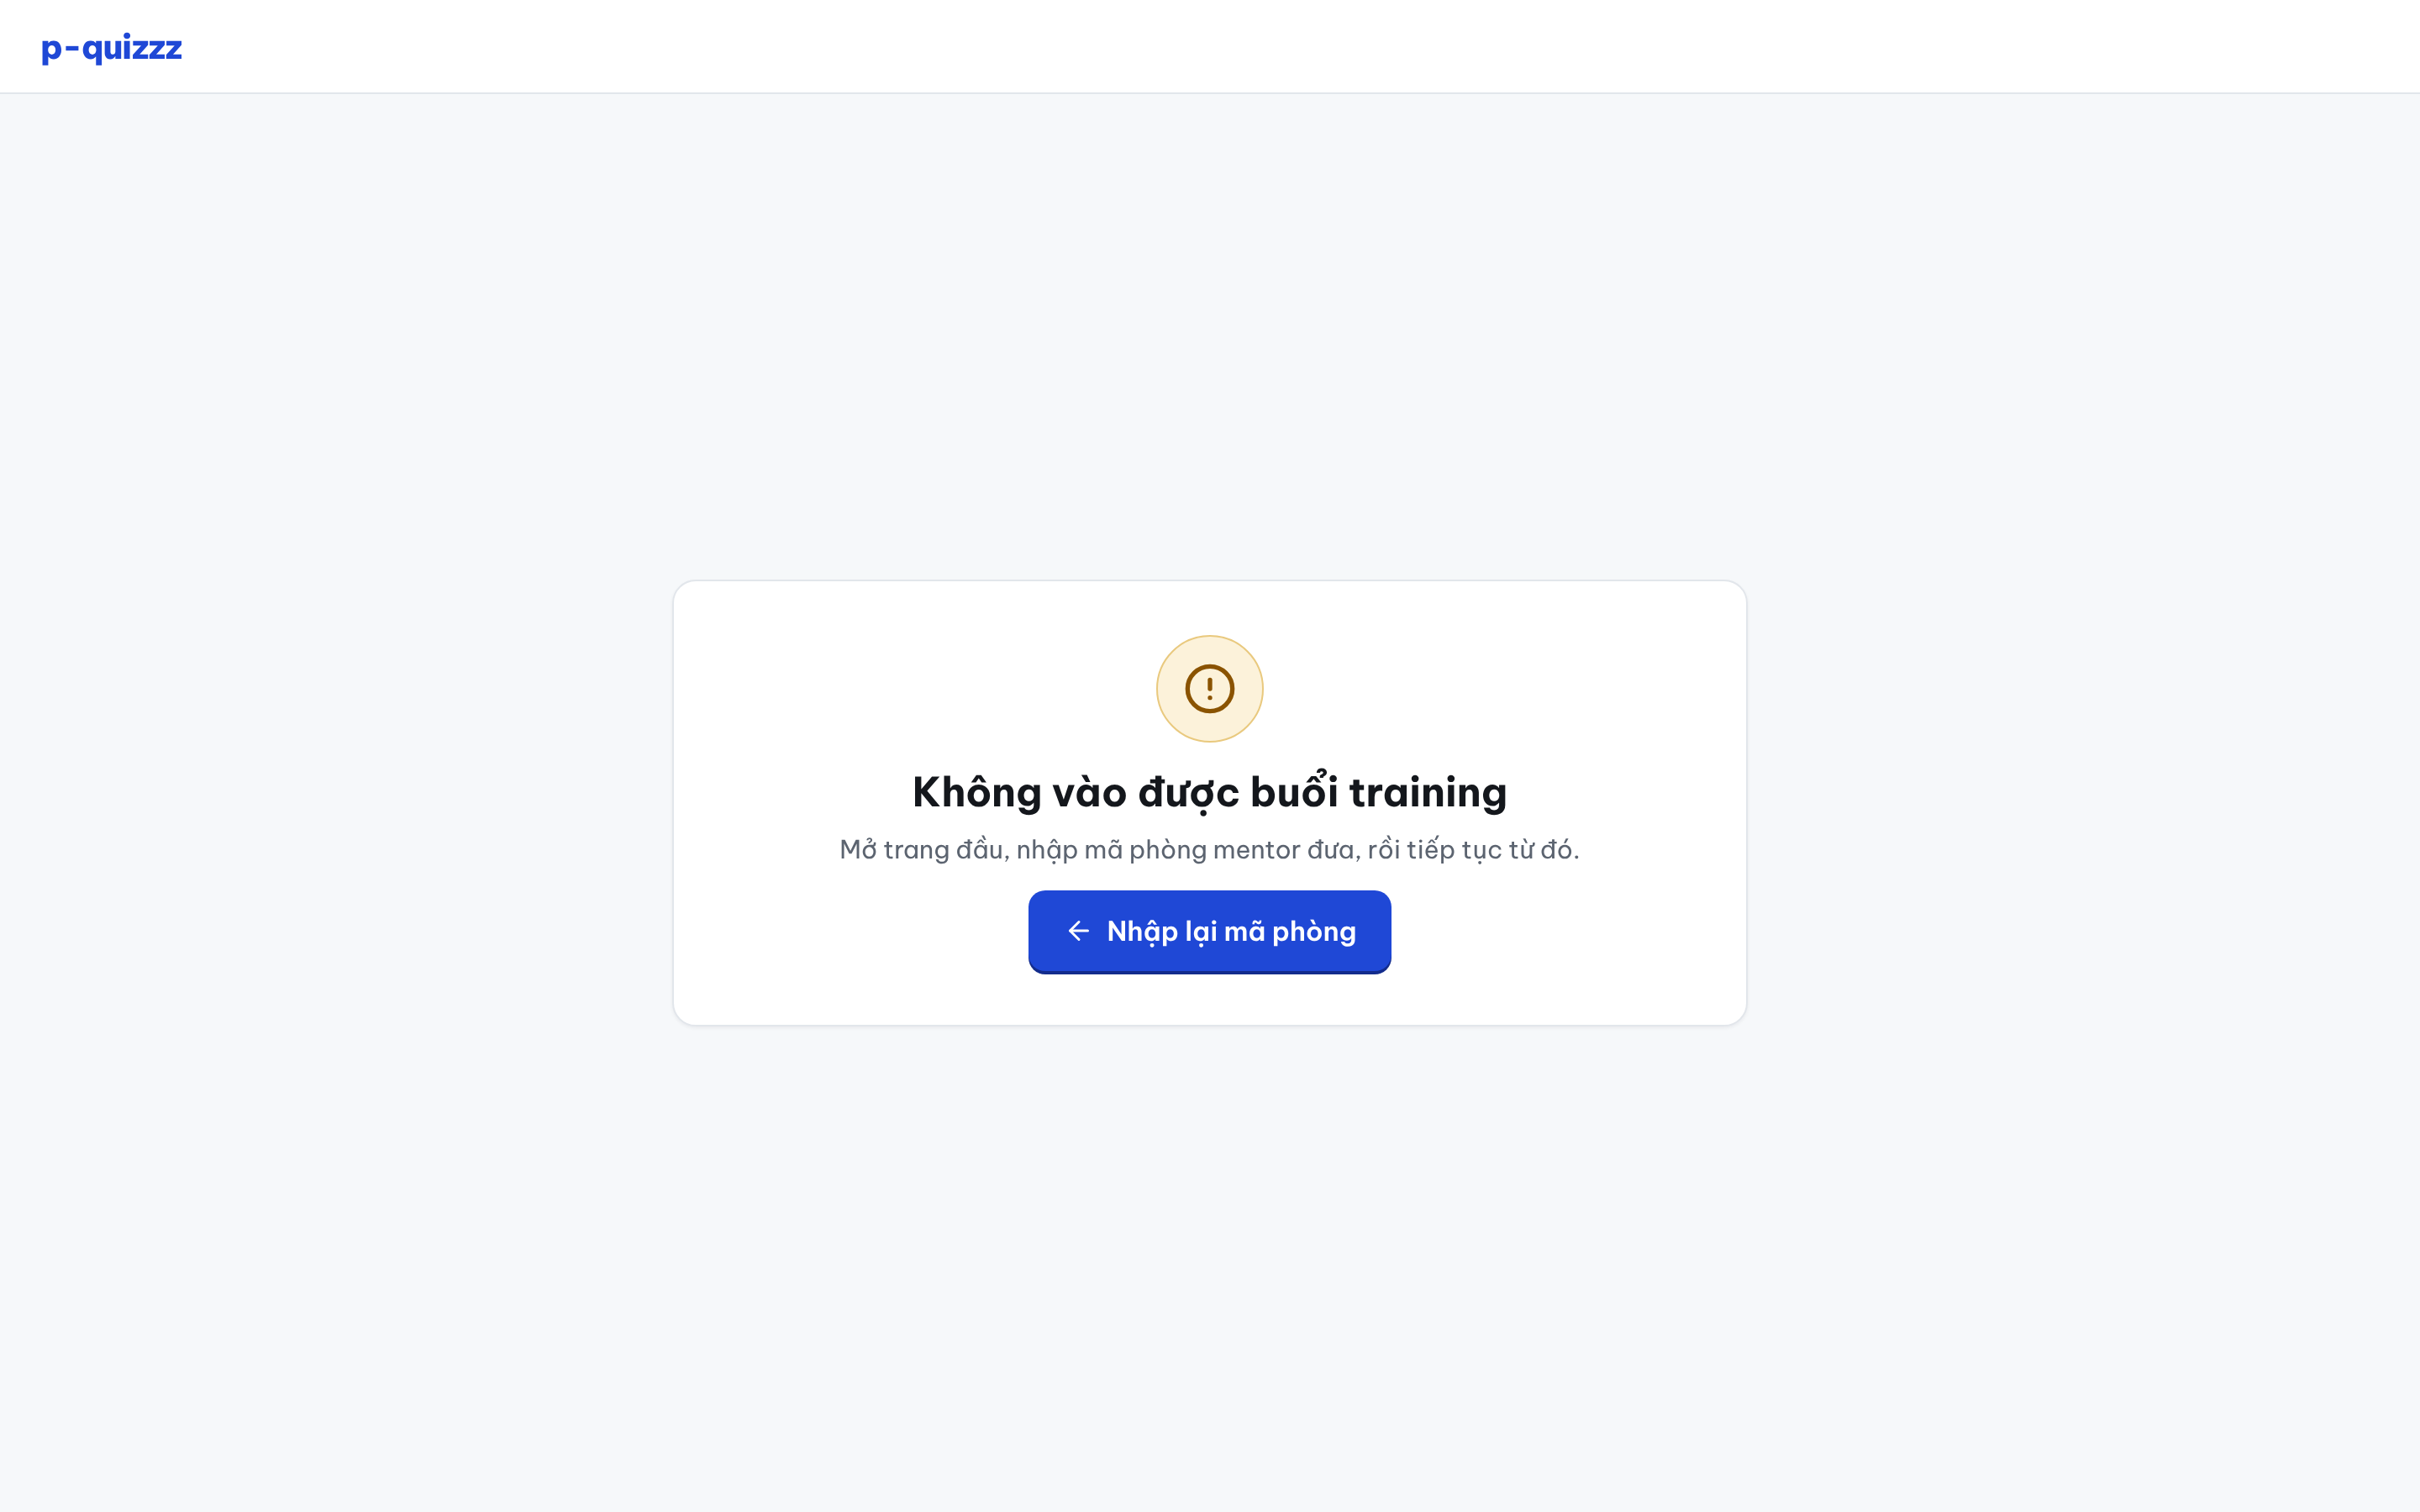 p-quizzz
Không vào được buổi training
Mở trang đầu, nhập mã phòng mentor đưa, rồi tiếp tục từ đó.
Nhập lại mã phòng